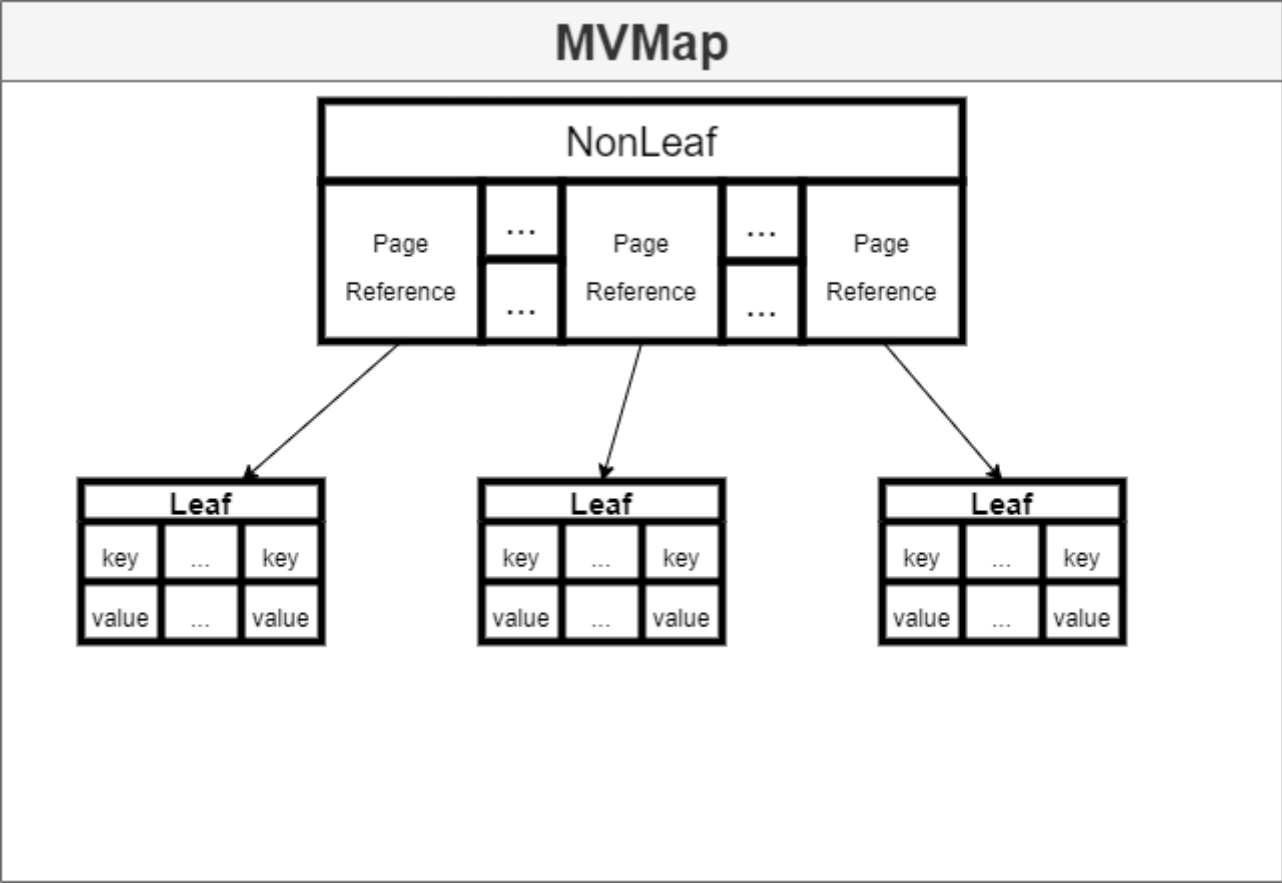 MVMap
NonLeaf
Page
Reference
...
...
Page
Reference
...
...
Page
Reference
Leaf
key ... key
value ... value
Leaf
key ... key
value ... value
Leaf
key ... key
value ... value